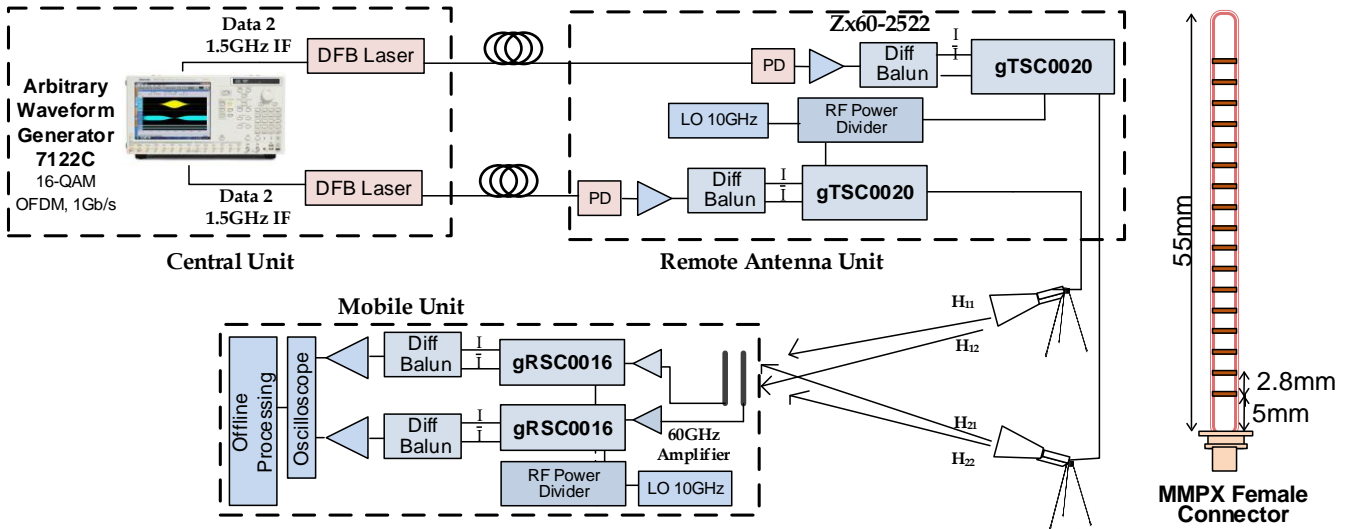 Data 2
1.5GHz IF
DFB Laser
Arbitrary
Waveform
Generator
7122C
16-QAM
OFDM, 1Gb/s
Data 2
1.5GHz IF
DFB Laser
Central Unit
Zx60-2522
PD
Diff
Balun
I
I
gTSC0020
LO 10GHz
RF Power
Divider
PD
Diff
Balun
I
I
gTSC0020
Remote Antenna Unit
Mobile Unit
Offline
Processing
Oscilloscope
Diff
Balun
I
I
gRSC0016
Diff
Balun
I
I
gRSC0016
60GHz
Amplifier
RF Power
Divider
LO 10GHz
H11
H12
H21
H22
55mm
2.8mm
5mm
MMPX Female
Connector